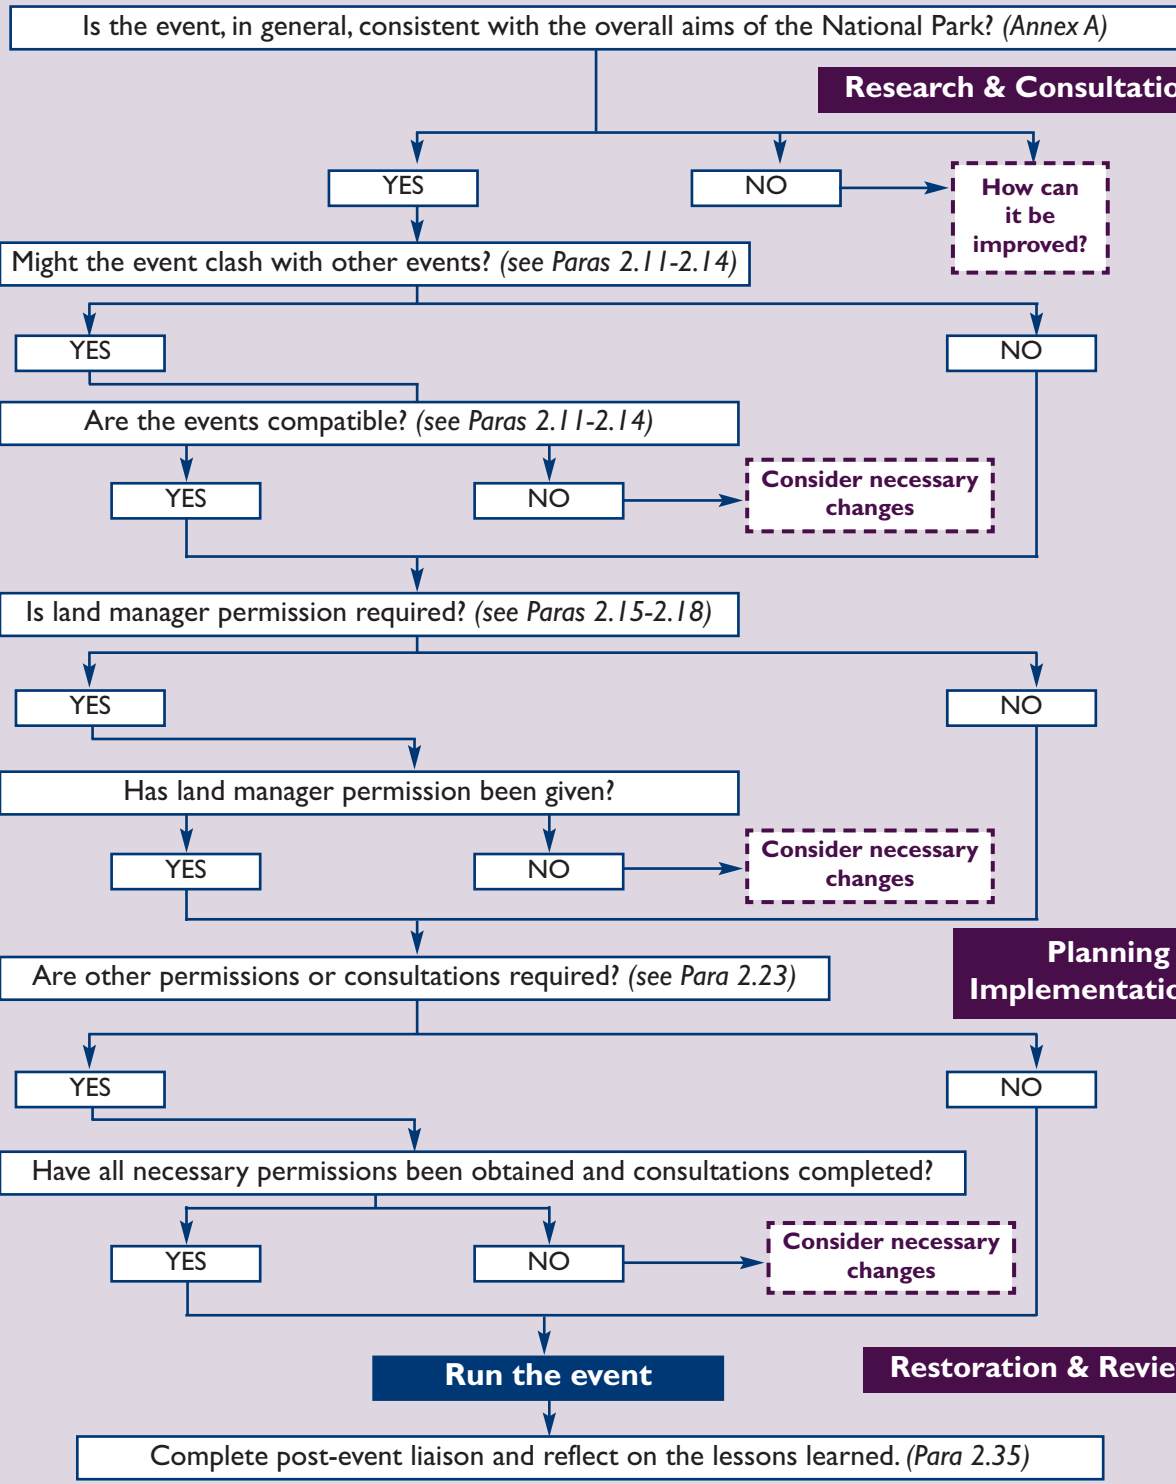 Is the event, in general, consistent with the overall aims of the National Park? (Annex A)
Research & Consultatio
YES
NO
How can
it be
improved?
Might the event clash with other events? (see Paras 2.11-2.14)
YES
NO
Are the events compatible? (see Paras 2.11-2.14)
YES
NO
Consider necessary
changes
Is land manager permission required? (see Paras 2.15-2.18)
YES
NO
Has land manager permission been given?
YES
NO
Consider necessary
changes
Are other permissions or consultations required? (see Para 2.23)
Planning
Implementatio
YES
NO
Have all necessary permissions been obtained and consultations completed?
YES
NO
Consider necessary
changes
Run the event
Restoration & Revie
Complete post-event liaison and reflect on the lessons learned. (Para 2.35)